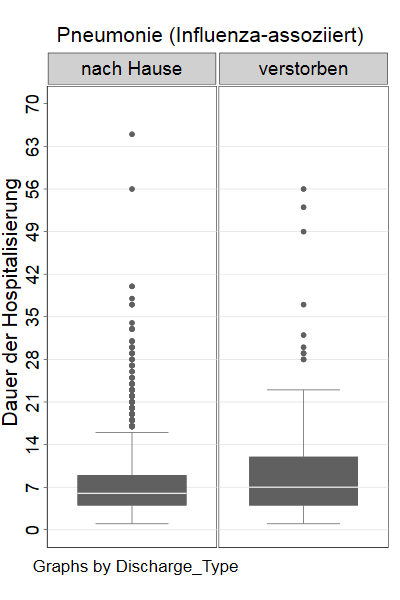 Pneumonie (Influenza-assoziiert)
nach Hause
verstorben
Dauer der Hospitalisierung
70
63
56
49
42
35
28
21
14
7
0
Graphs by Discharge_Type